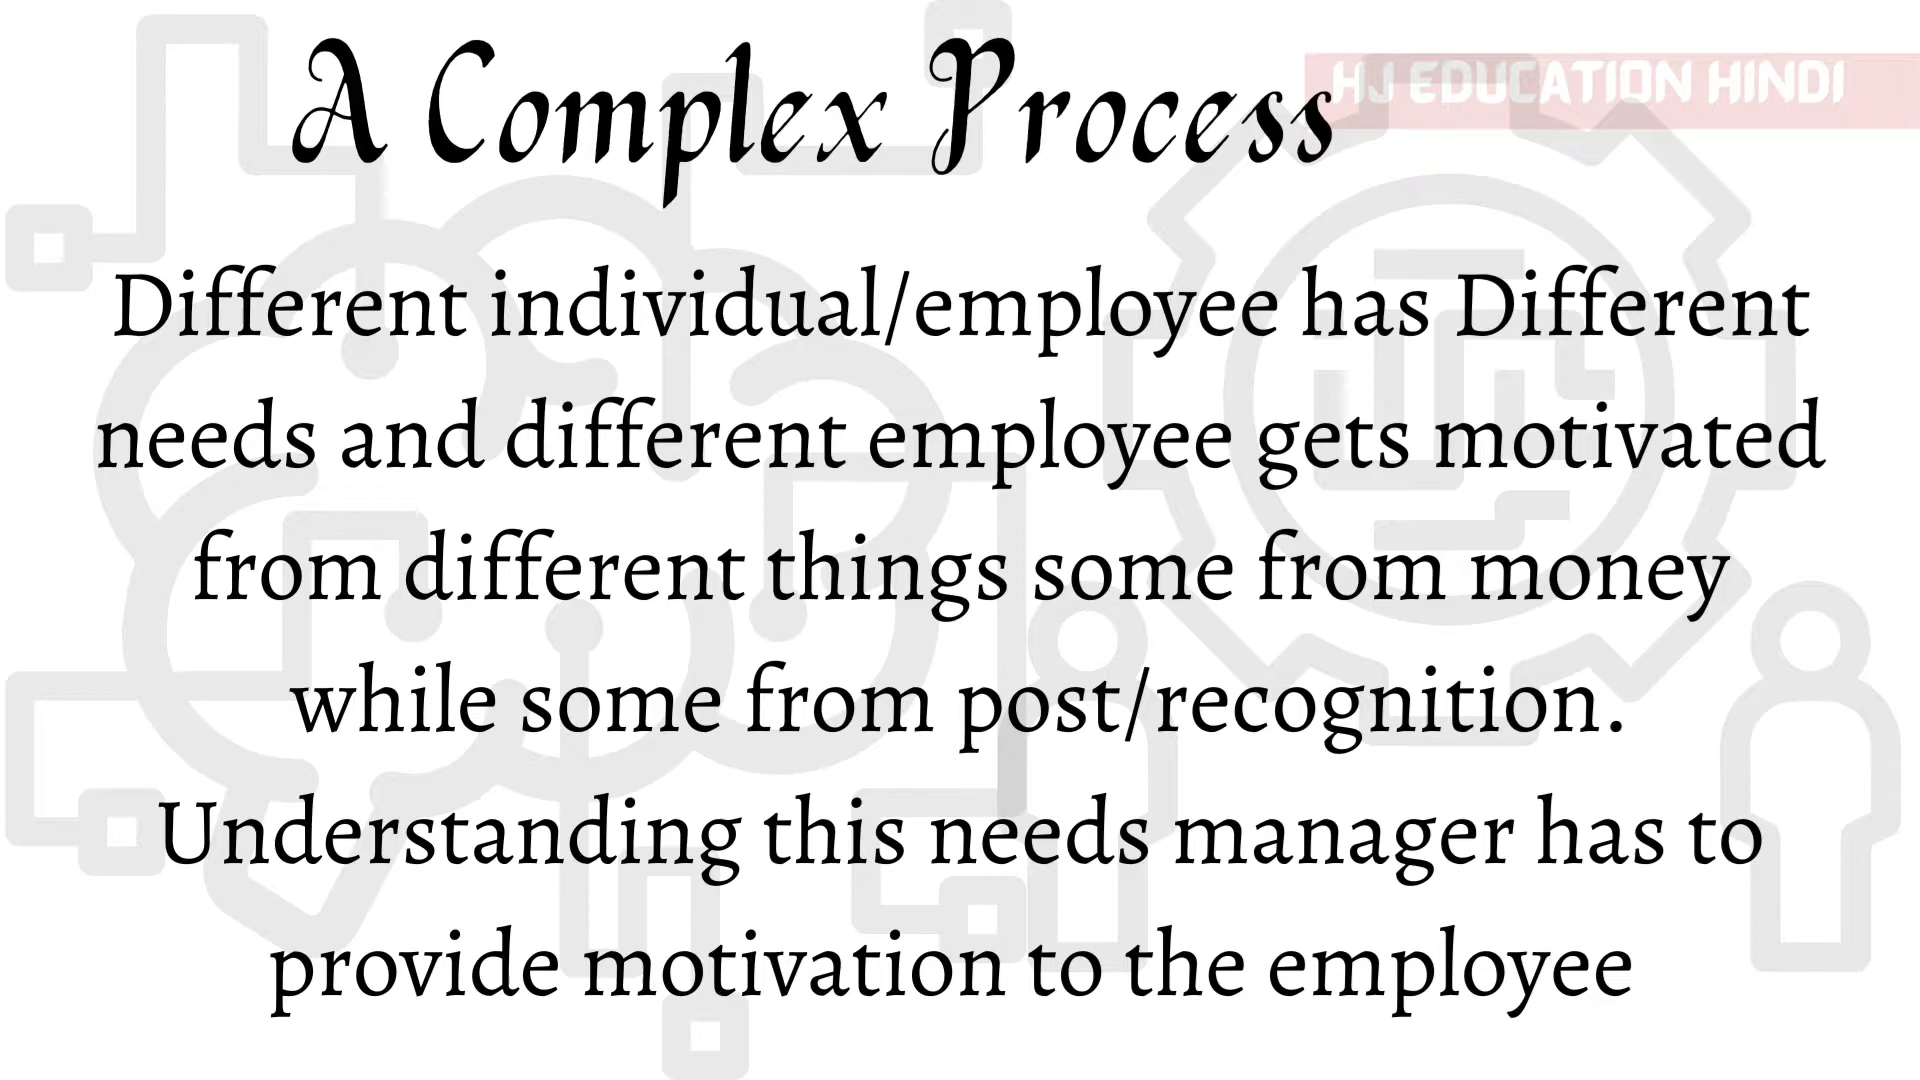 A Complex Process
HJ EDUCATION HINDI
Different individual/employee has Different
needs and different employee gets motivated
from different things some from money
while some from post/recognition.
Understanding this needs manager has to
provide motivation to the employee